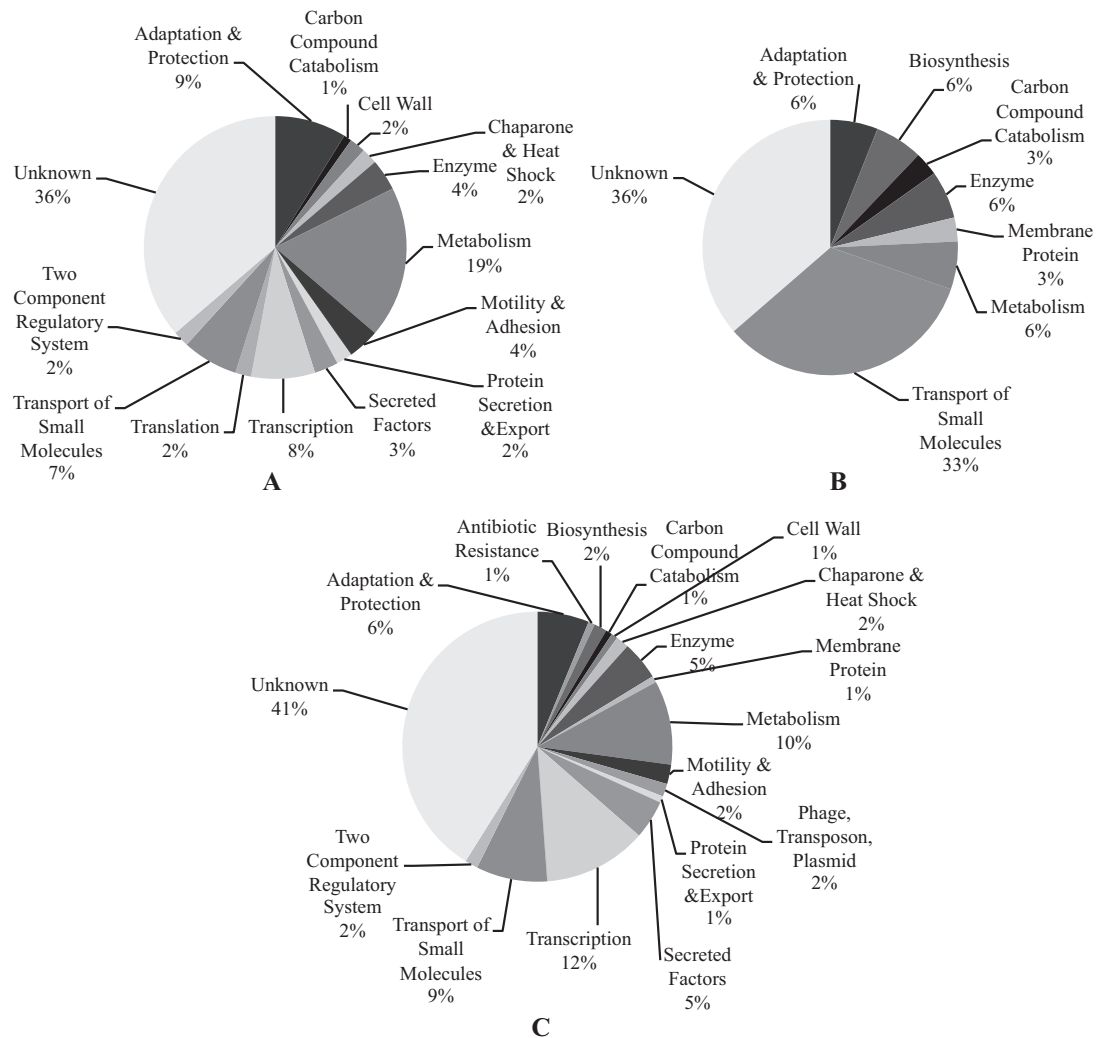 Adaptation &
Protection
9%
Carbon
Compound
Catabolism
1%
Cell Wall
2%
Chaparone
& Heat
Shock
2%
Enzyme
4%
Metabolism
19%
Motility &
Adhesion
4%
Protein
Secretion
&Export
2%
Secreted
Factors
3%
Transcription
8%
Translation
2%
Transport of
Small
Molecules
7%
Two
Component
Regulatory
System
2%
Unknown
36%
A
Adaptation
& Protection
6%
Biosynthesis
6%
Carbon
Compound
Catabolism
3%
Enzyme
6%
Membrane
Protein
3%
Metabolism
6%
Transport of
Small
Molecules
33%
Unknown
36%
B
Adaptation &
Protection
6%
Antibiotic
Resistance
1%
Biosynthesis
2%
Carbon
Compound
Catabolism
1%
Cell Wall
1%
Chaparone &
Heat Shock
2%
Enzyme
5%
Membrane
Protein
1%
Metabolism
10%
Motility &
Adhesion
2%
Phage,
Transposon,
Plasmid
2%
Protein
Secretion
&Export
1%
Secreted
Factors
5%
Transcription
12%
Transport of
Small
Molecules
9%
Two
Component
Regulatory
System
2%
Unknown
41%
C